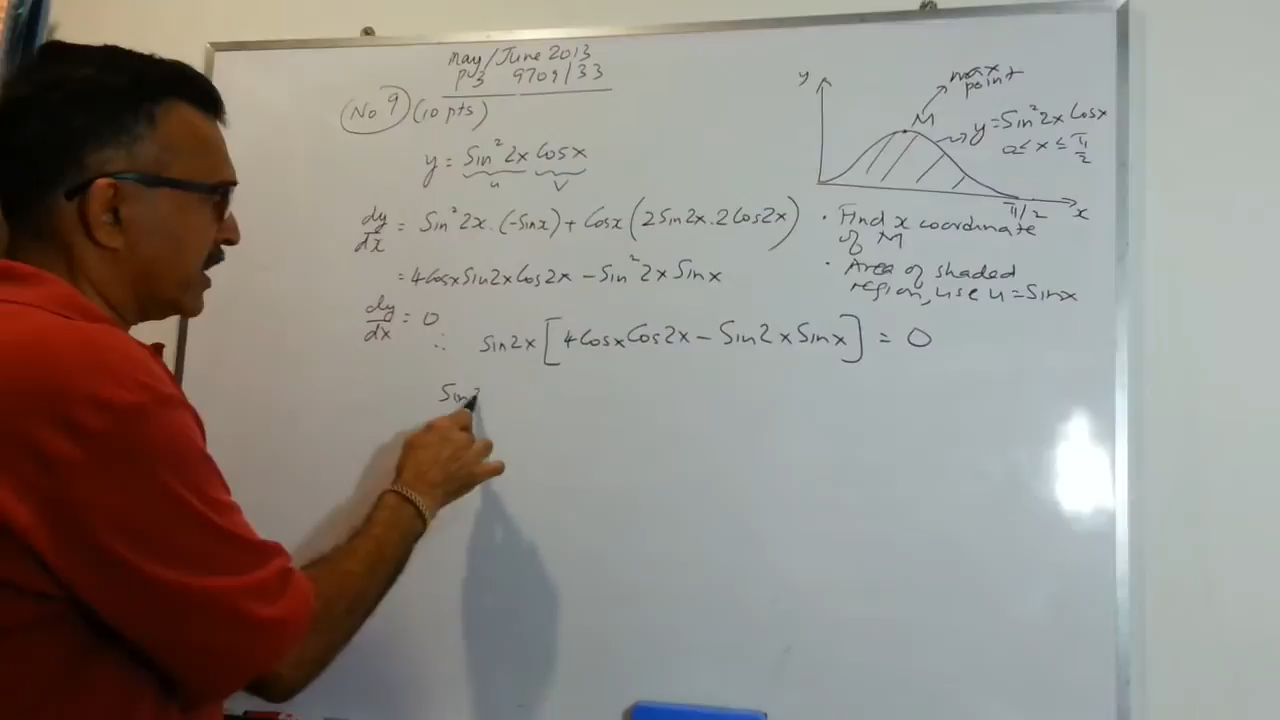 May/June 2013
P3 9709/33
No 9 (10 pts)
y = Sin²2x Cosx
u v
dy/dx = Sin²2x.(-Sinx) + Cosx(2Sin2x.2Cos2x)
= 4CosxSin2xCos2x - Sin²2x Sinx
dy/dx = 0
∴ Sin2x[4CosxCos2x - Sin2xSinx] = 0
Sin2
y
max point
M
y = Sin²2x Cosx
0 ≤ x ≤ π/2
π/2
x
• Find x coordinate
of M
• Area of shaded
region, use u = Sinx